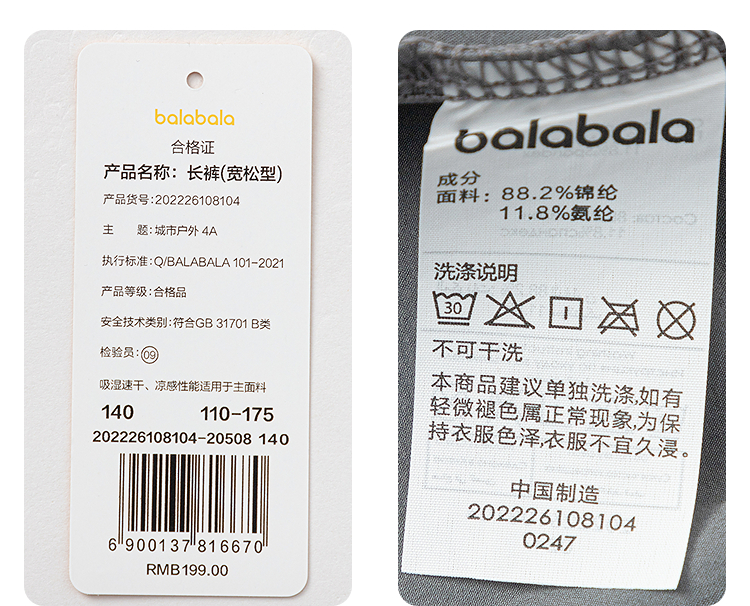 balabala
合格证
产品名称：长裤(宽松型)
产品货号:202226108104
主 题:城市户外 4A
执行标准:Q/BALABALA 101-2021
产品等级:合格品
安全技术类别:符合GB 31701 B类
检验员:09
吸湿速干、凉感性能适用于主面料
140 110-175
202226108104-20508 140
6 900137 816670
RMB199.00
balabala
成分
面料：88.2%锦纶
11.8%氨纶
洗涤说明
30
不可干洗
本商品建议单独洗涤,如有
轻微褪色属正常现象,为保
持衣服色泽,衣服不宜久浸。
中国制造
202226108104
0247